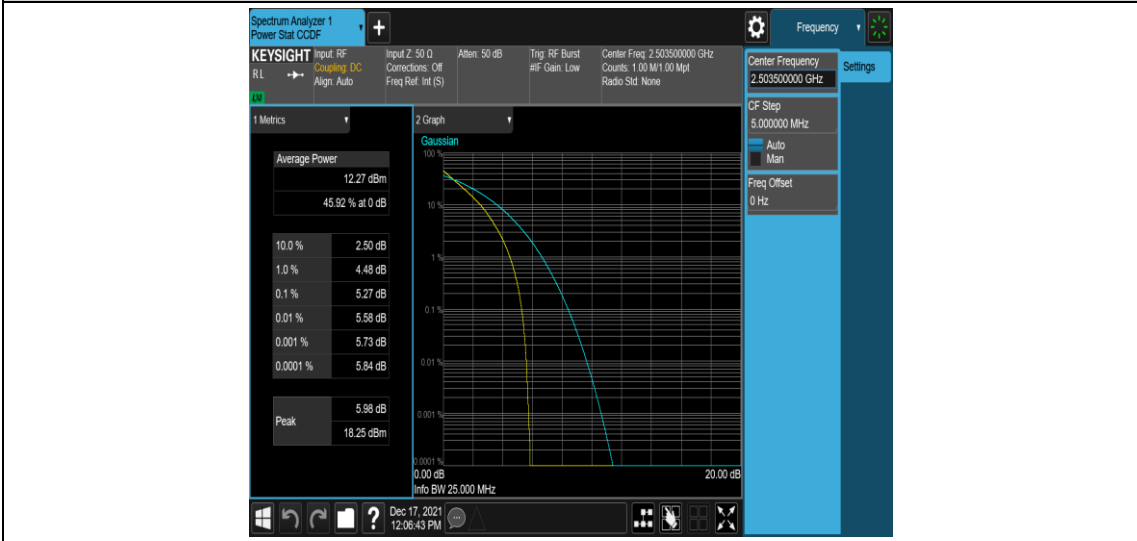 Spectrum Analyzer 1
Power Stat CCDF
+
Frequency
KEYSIGHT
Input: RF
R L
Coupling: DC
Align: Auto
LM
Input Z: 50 Ω
Corrections: Off
Freq Ref: Int (S)
Atten: 50 dB
Trig: RF Burst
#IF Gain: Low
Center Freq: 2.503500000 GHz
Counts: 1.00 M/1.00 Mpt
Radio Std: None
Center Frequency
2.503500000 GHz
Settings
CF Step
5.000000 MHz
Auto
Man
Freq Offset
0 Hz
1 Metrics
Average Power
12.27 dBm
45.92 % at 0 dB
10.0 % 2.50 dB
1.0 % 4.48 dB
0.1 % 5.27 dB
0.01 % 5.58 dB
0.001 % 5.73 dB
0.0001 % 5.84 dB
Peak
5.98 dB
18.25 dBm
2 Graph
Gaussian
100 %
10 %
1 %
0.1 %
0.01 %
0.001 %
0.0001 %
0.00 dB 20.00 dB
Info BW 25.000 MHz
?
Dec 17, 2021
12:06:43 PM